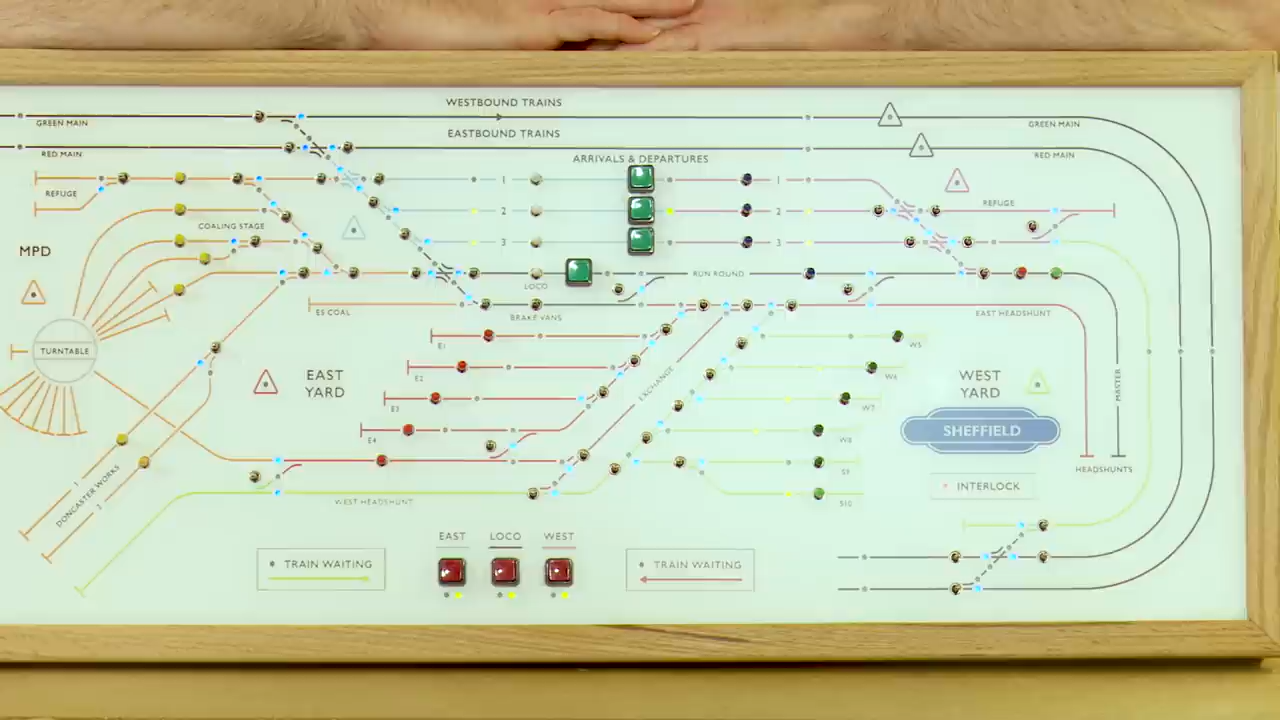 WESTBOUND TRAINS
GREEN MAIN
GREEN MAIN
EASTBOUND TRAINS
RED MAIN
RED MAIN
ARRIVALS & DEPARTURES
1
1
REFUGE
2
2
REFUGE
COALING STAGE
3
3
MPD
RUN ROUND
LOCO
E5 COAL
BRAKE VANS
EAST HEADSHUNT
E1
W5
TURNTABLE
E2
EAST
YARD
EXCHANGE
W6
WEST
YARD
MASTER
E3
W7
SHEFFIELD
E4
W8
S9
HEADSHUNTS
1
DONCASTER WORKS
2
INTERLOCK
WEST HEADSHUNT
S10
EAST
LOCO
WEST
TRAIN WAITING
TRAIN WAITING